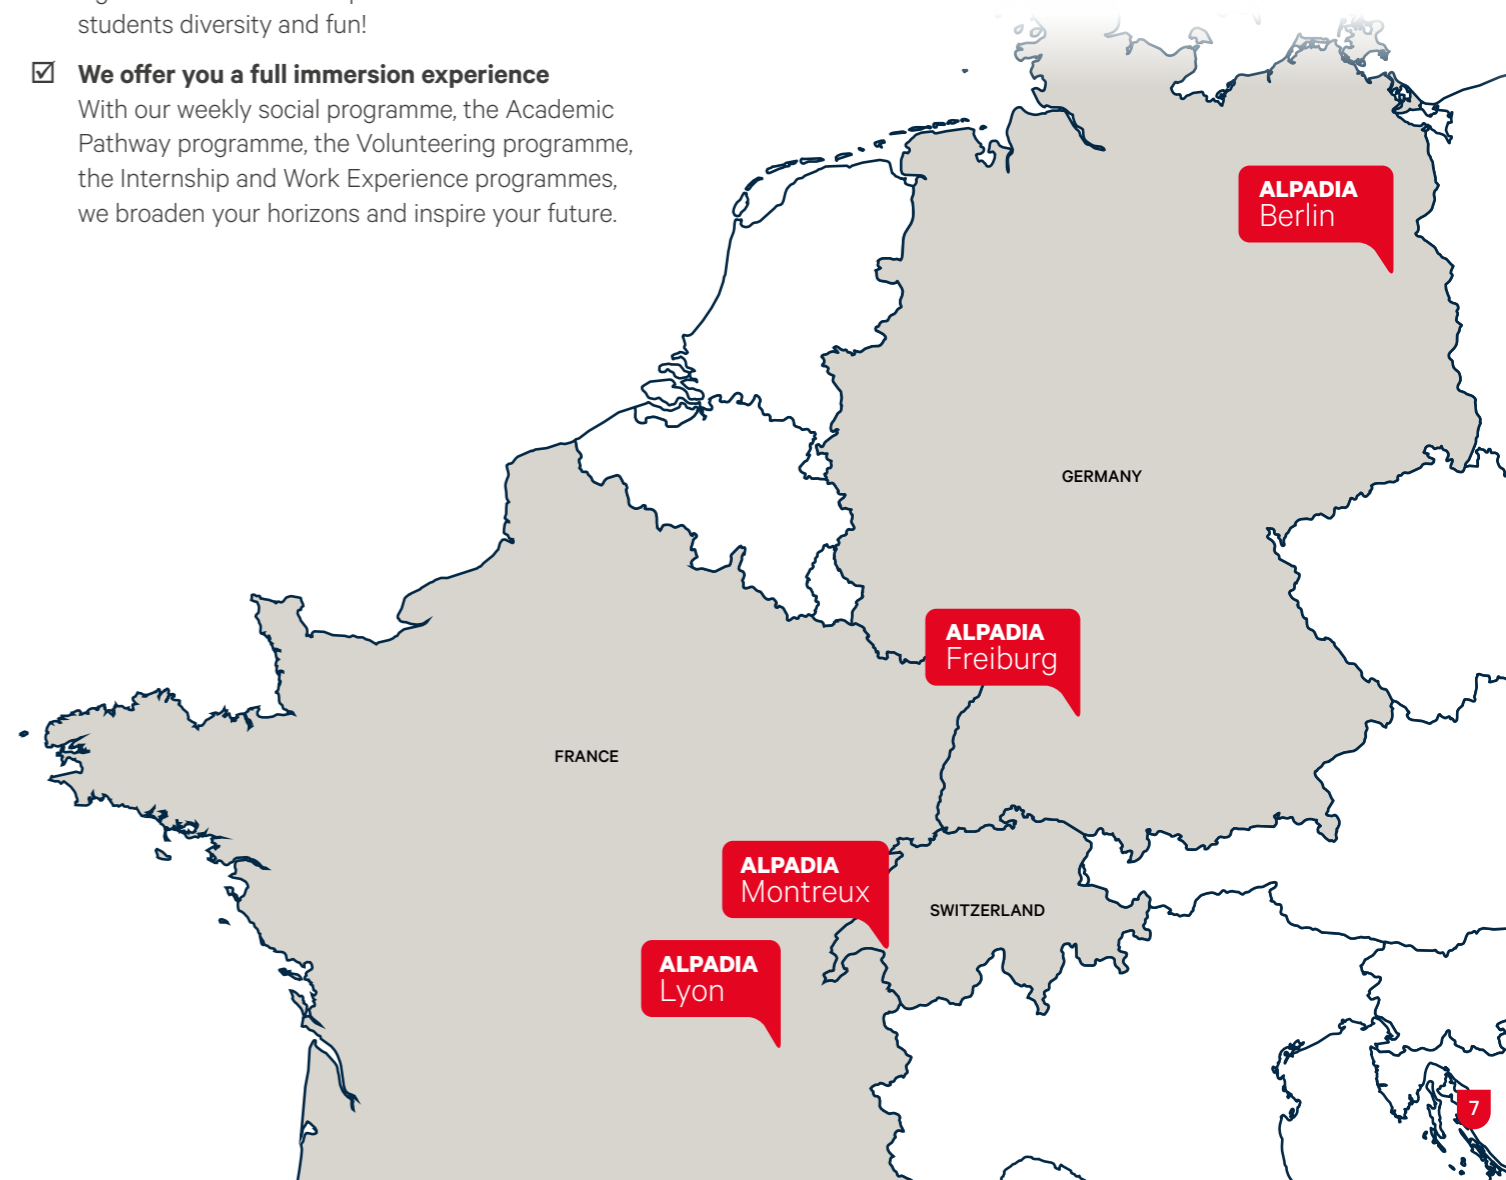 students diversity and fun!
We offer you a full immersion experience
With our weekly social programme, the Academic
Pathway programme, the Volunteering programme,
the Internship and Work Experience programmes,
we broaden your horizons and inspire your future.
ALPADIA
Berlin
GERMANY
ALPADIA
Freiburg
FRANCE
ALPADIA
Montreux
SWITZERLAND
ALPADIA
Lyon
7